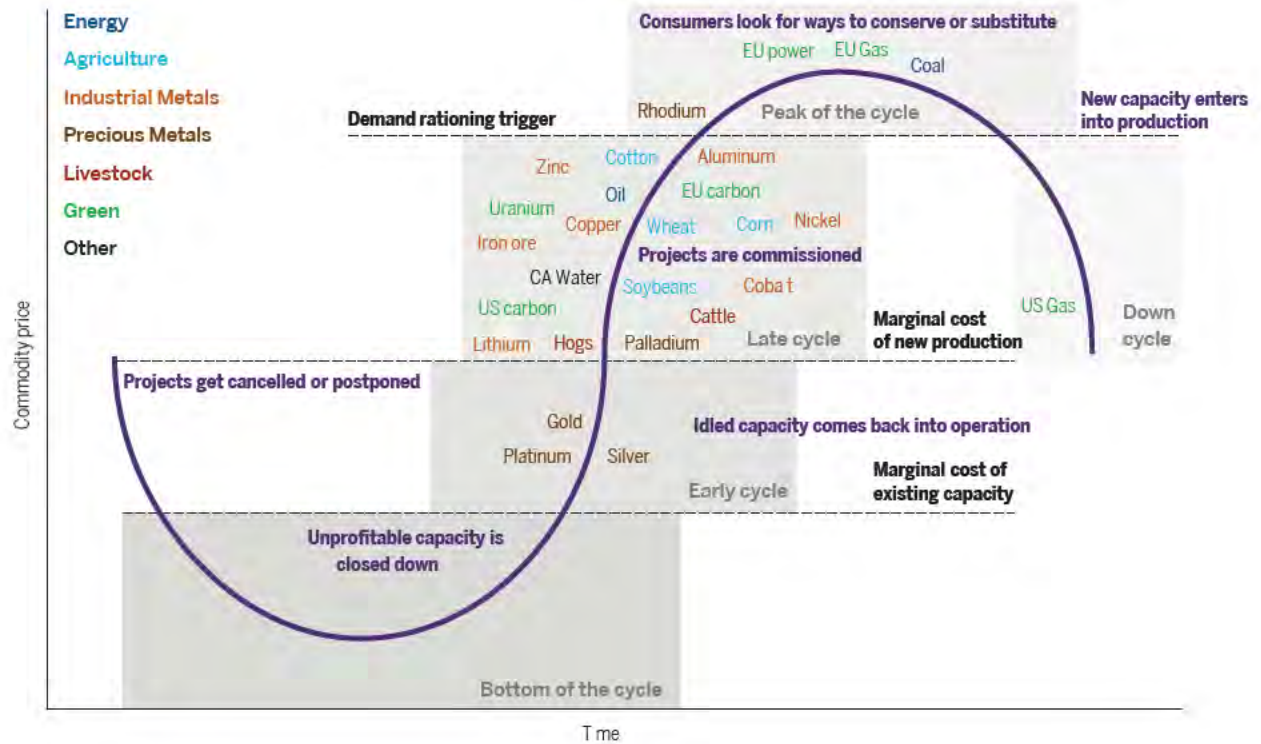 Energy
Agriculture
Industrial Metals
Precious Metals
Livestock
Green
Other
Consumers look for ways to conserve or substitute
EU power EU Gas
Coal
Rhodium
Peak of the cycle
New capacity enters
into production
Demand rationing trigger
Zinc Cotton Aluminum
Oil EU carbon
Uranium
Copper Wheat Corn Nickel
Iron ore
Projects are commissioned
CA Water
Soybeans Coba t
US carbon
Cattle
Lithium Hogs Palladium
Late cycle
Marginal cost
of new production
US Gas
Down
cycle
Commodity price
Projects get cancelled or postponed
Gold
Idled capacity comes back into operation
Platinum Silver
Early cycle
Marginal cost of
existing capacity
Unprofitable capacity is
closed down
Bottom of the cycle
T me